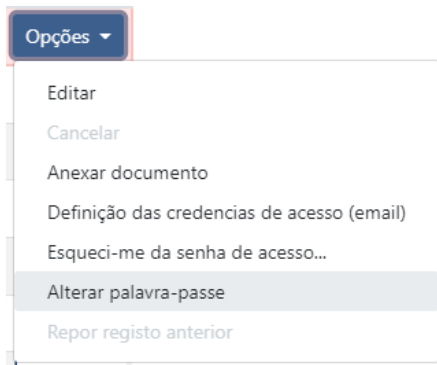 Opções
Editar
Cancelar
Anexar documento
Definição das credencias de acesso (email)
Esqueci-me da senha de acesso...
Alterar palavra-passe
Repor registo anterior